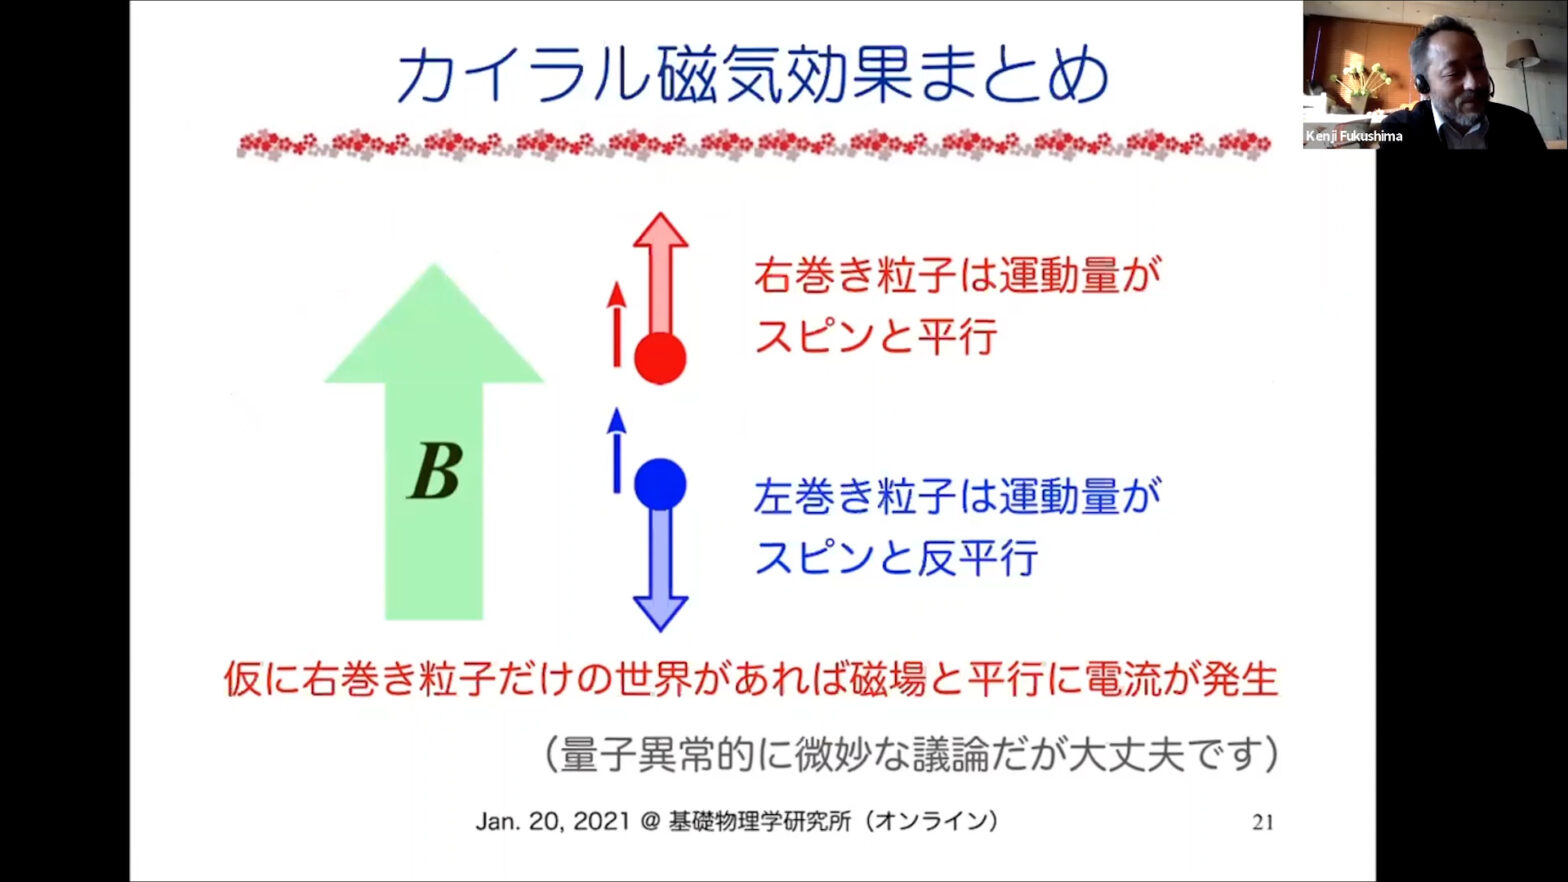 カイラル磁気効果まとめ
Kenji Fukushima
右巻き粒子は運動量が
スピンと平行
B
左巻き粒子は運動量が
スピンと反平行
仮に右巻き粒子だけの世界があれば磁場と平行に電流が発生
（量子異常的に微妙な議論だが大丈夫です）
Jan. 20, 2021 @ 基礎物理学研究所（オンライン）
21